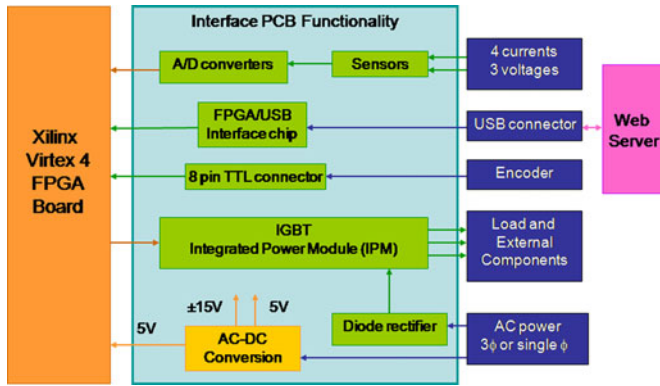 Interface PCB Functionality
Xilinx
Virtex 4
FPGA
Board
A/D converters
Sensors
4 currents
3 voltages
FPGA/USB
Interface chip
USB connector
Web
Server
8 pin TTL connector
Encoder
IGBT
Integrated Power Module (IPM)
Load and
External
Components
±15V
5V
5V
AC-DC
Conversion
Diode rectifier
AC power
3ϕ or single ϕ